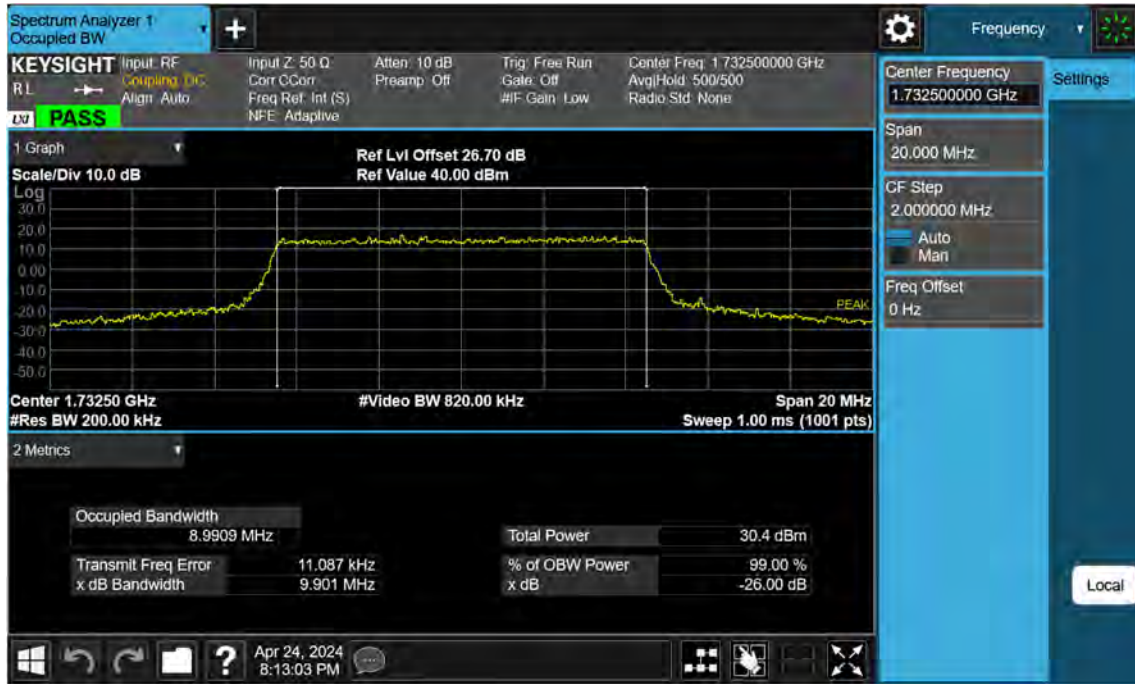 Spectrum Analyzer 1
Occupied BW
+
Frequency
KEYSIGHT
RL
LXI PASS
Input: RF
Coupling: DC
Align: Auto
Input Z: 50 Ω
Corr CCorr
Freq Ref: Int (S)
NFE: Adaptive
Atten: 10 dB
Preamp: Off
Trig: Free Run
Gate: Off
#IF Gain: Low
Center Freq: 1.732500000 GHz
Avg|Hold: 500/500
Radio Std: None
Center Frequency
1.732500000 GHz
Settings
Span
20.000 MHz
CF Step
2.000000 MHz
Auto
Man
Freq Offset
0 Hz
Local
1 Graph
Scale/Div 10.0 dB
Ref Lvl Offset 26.70 dB
Ref Value 40.00 dBm
Log
30.0
20.0
10.0
0.00
-10.0
-20.0
-30.0
-40.0
-50.0
PEAK
Center 1.73250 GHz
#Video BW 820.00 kHz
Span 20 MHz
#Res BW 200.00 kHz
Sweep 1.00 ms (1001 pts)
2 Metrics
Occupied Bandwidth
8.9909 MHz
Total Power 30.4 dBm
Transmit Freq Error 11.087 kHz
% of OBW Power 99.00 %
x dB Bandwidth 9.901 MHz
x dB -26.00 dB
?
Apr 24, 2024
8:13:03 PM